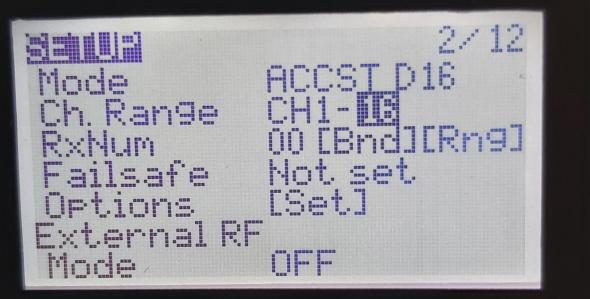 SETUP 2/12
Mode ACCST D16
Ch. Range CH1-16
RxNum 00 [Bnd][Rng]
Failsafe Not set
Options [Set]
External RF
Mode OFF